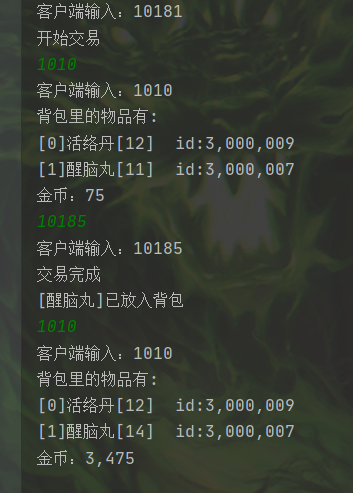 客户端输入：10181
开始交易
1010
客户端输入：1010
背包里的物品有：
[0]活络丹[12]  id:3,000,009
[1]醒脑丸[11]  id:3,000,007
金币：75
10185
客户端输入：10185
交易完成
[醒脑丸]已放入背包
1010
客户端输入：1010
背包里的物品有：
[0]活络丹[12]  id:3,000,009
[1]醒脑丸[14]  id:3,000,007
金币：3,475